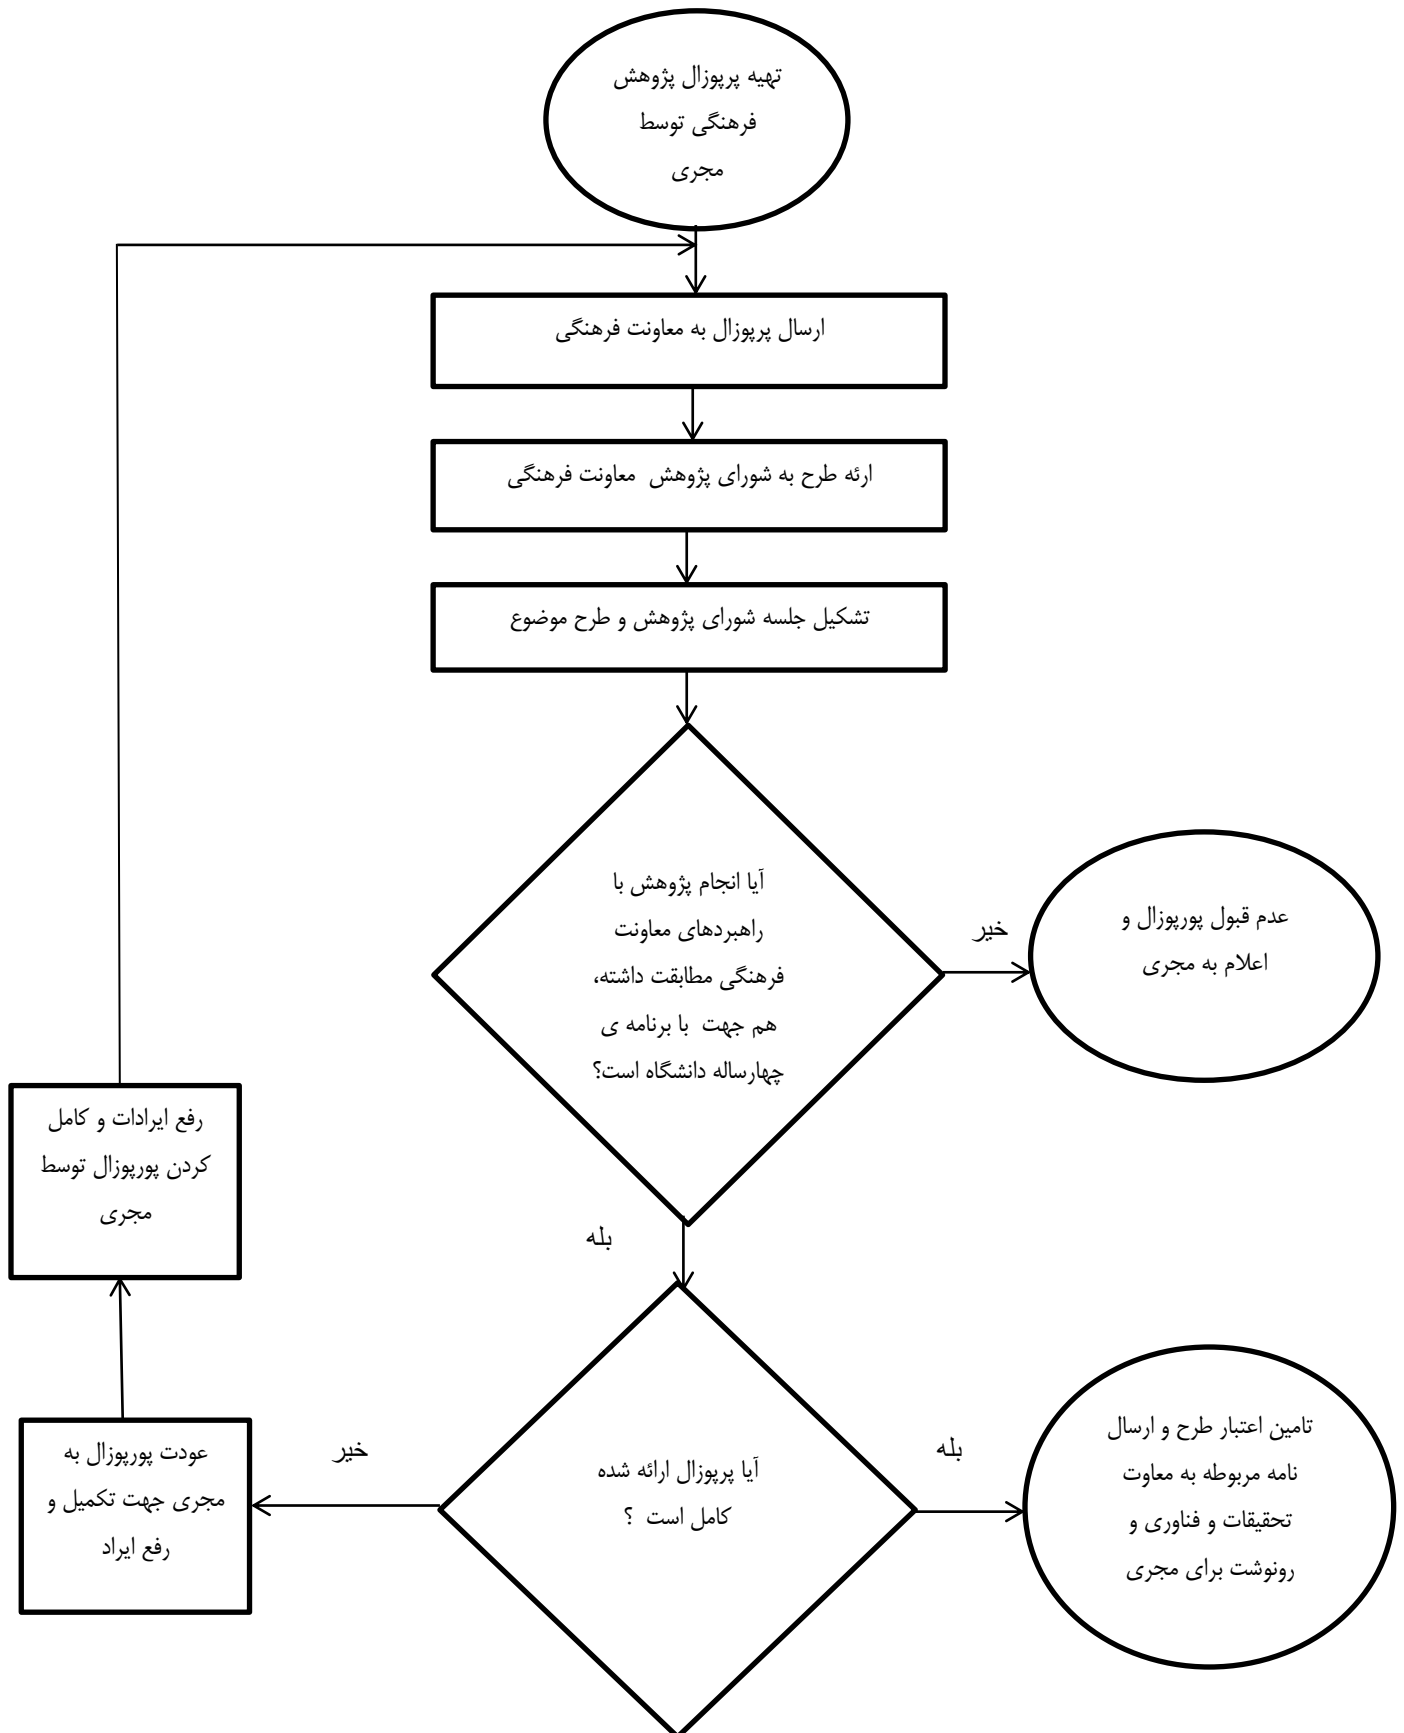 تهیه پرپوزال پژوهش
فرهنگی توسط
مجری
ارسال پرپوزال به معاونت فرهنگی
ارئه طرح به شورای پژوهش معاونت فرهنگی
تشکیل جلسه شورای پژوهش و طرح موضوع
آیا انجام پژوهش با
راهبردهای معاونت
فرهنگی مطابقت داشته،
هم جهت با برنامه ی
چهارساله دانشگاه است؟
خیر
عدم قبول پورپوزال و
اعلام به مجری
رفع ایرادات و کامل
کردن پورپوزال توسط
مجری
بله
آیا پرپوزال ارائه شده
کامل است ؟
بله
تامین اعتبار طرح و ارسال
نامه مربوطه به معاوت
تحقیقات و فناوری و
رونوشت برای مجری
خیر
عودت پورپوزال به
مجری جهت تکمیل و
رفع ایراد